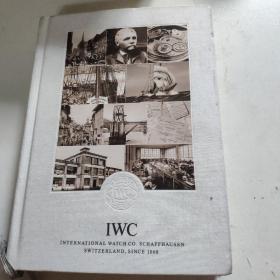 IWC
INTERNATIONAL WATCH CO. SCHAFFHAUSEN
SWITZERLAND, SINCE 1868